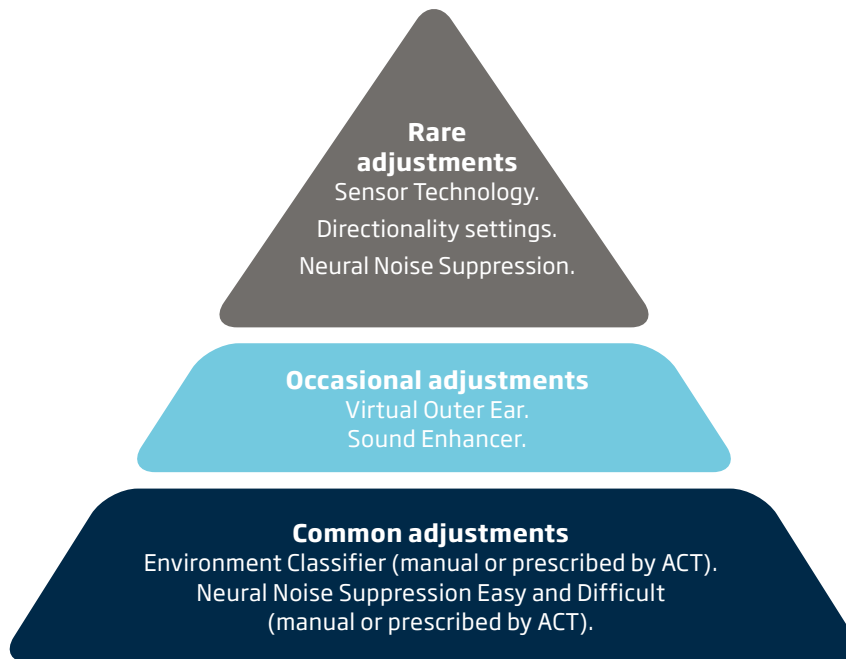 Rare
adjustments
Sensor Technology.
Directionality settings.
Neural Noise Suppression.
Occasional adjustments
Virtual Outer Ear.
Sound Enhancer.
Common adjustments
Environment Classifier (manual or prescribed by ACT).
Neural Noise Suppression Easy and Difficult
(manual or prescribed by ACT).